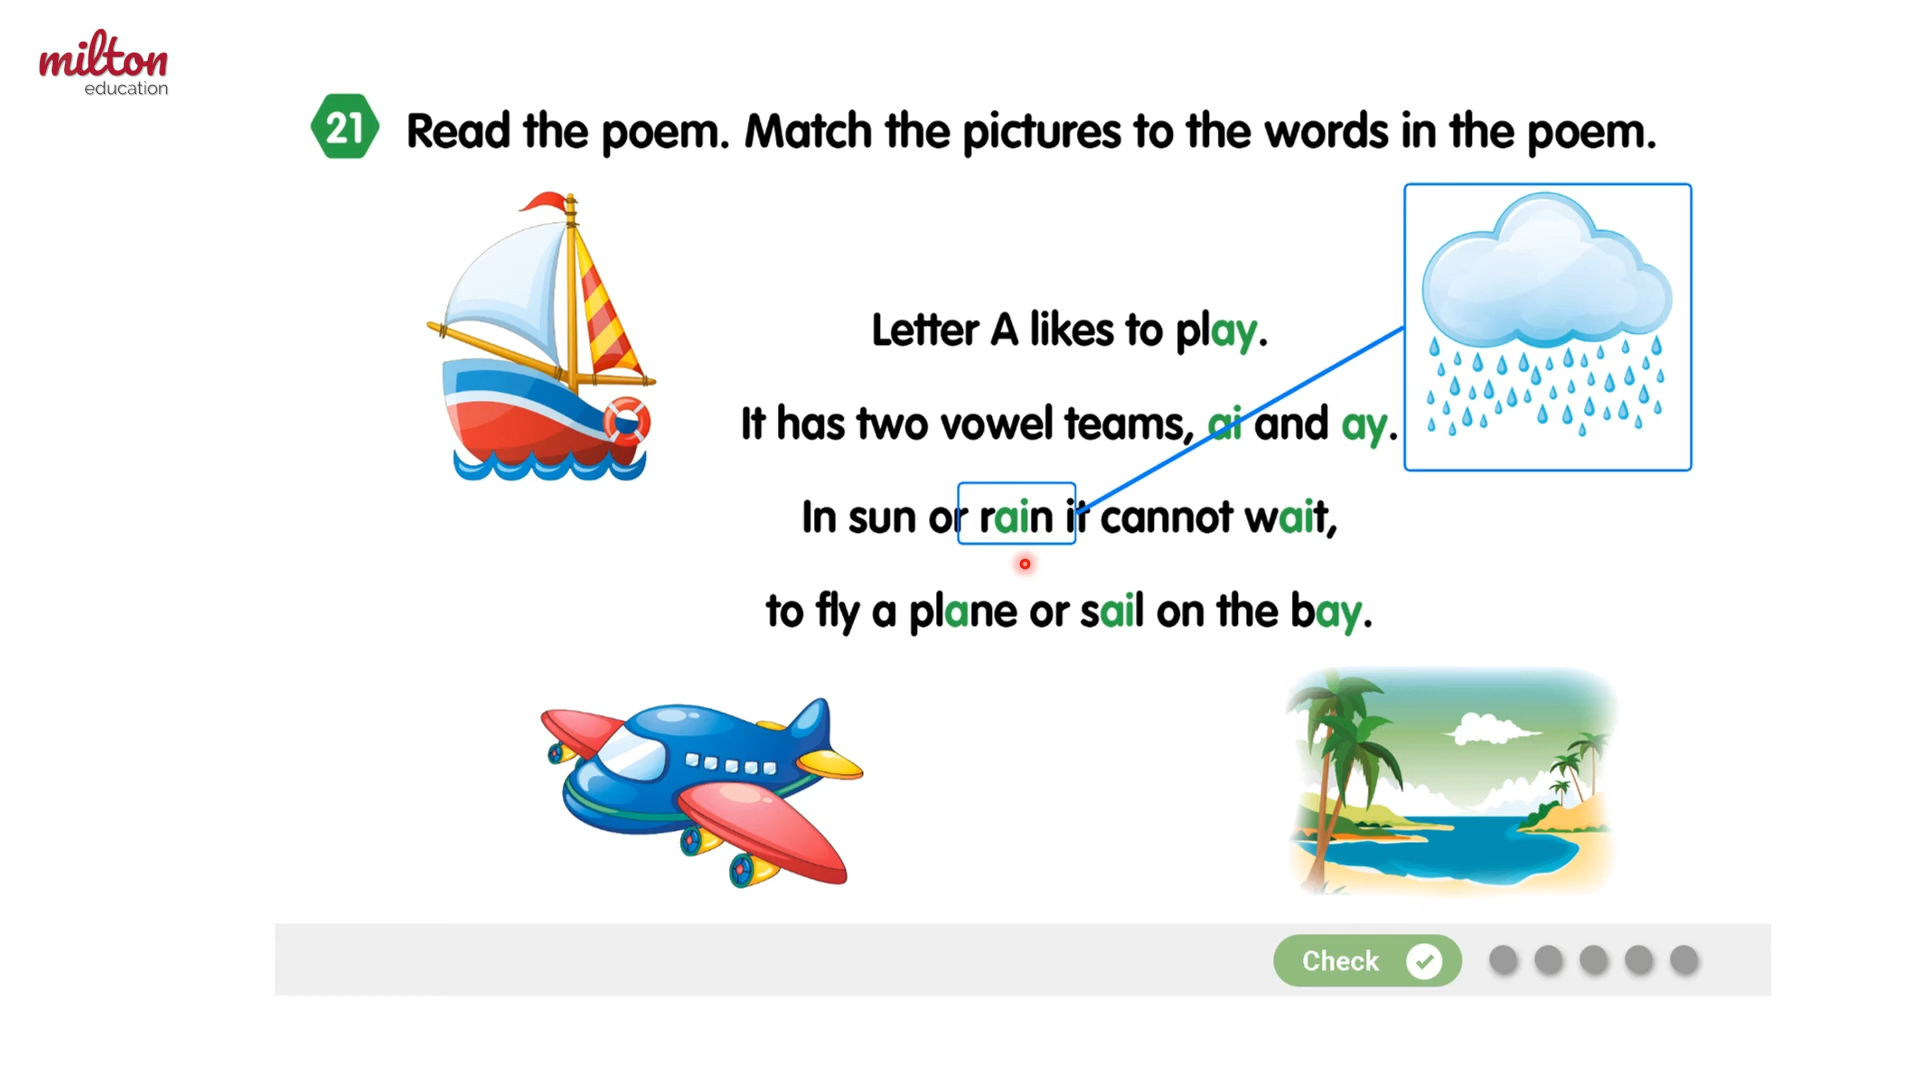 milton
education
21 Read the poem. Match the pictures to the words in the poem.
Letter A likes to play.
It has two vowel teams, ai and ay.
In sun or rain it cannot wait,
to fly a plane or sail on the bay.
Check